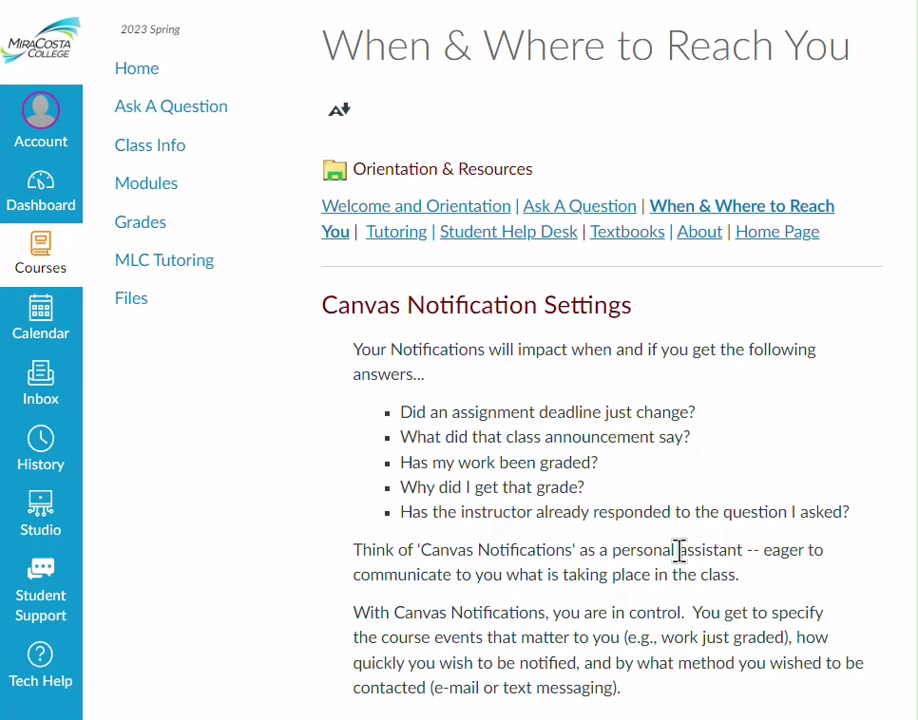 MIRACOSTA
COLLEGE
Account
Dashboard
Courses
Calendar
Inbox
History
Studio
Student
Support
Tech Help
2023 Spring
Home
Ask A Question
Class Info
Modules
Grades
MLC Tutoring
Files
When & Where to Reach You
A
Orientation & Resources
Welcome and Orientation | Ask A Question | When & Where to Reach
You | Tutoring | Student Help Desk | Textbooks | About | Home Page
Canvas Notification Settings
Your Notifications will impact when and if you get the following
answers...
▪ Did an assignment deadline just change?
▪ What did that class announcement say?
▪ Has my work been graded?
▪ Why did I get that grade?
▪ Has the instructor already responded to the question I asked?
Think of 'Canvas Notifications' as a personal assistant -- eager to
communicate to you what is taking place in the class.
With Canvas Notifications, you are in control.  You get to specify
the course events that matter to you (e.g., work just graded), how
quickly you wish to be notified, and by what method you wished to be
contacted (e-mail or text messaging).